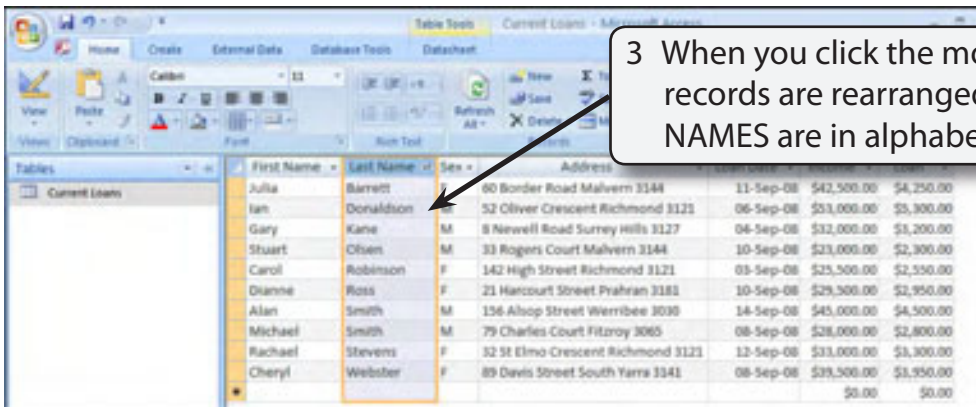 Table Tools Current Loans - Microsoft Access
Home Create External Data Database Tools Datasheet
3 When you click the mo
records are rearranged
NAMES are in alphabe
Calibri 11
New
Save
Delete
View Paste B I U Refresh
All
Views Clipboard Font Rich Text
Tables
Current Loans
First Name Last Name Sex Address Loan Date
Julia Barrett 60 Border Road Malvern 3144 11-Sep-08 $42,500.00 $4,250.00
Ian Donaldson M 52 Oliver Crescent Richmond 3121 06-Sep-08 $53,000.00 $5,300.00
Gary Kane M 8 Newell Road Surrey Hills 3127 04-Sep-08 $32,000.00 $3,200.00
Stuart Olsen M 33 Rogers Court Malvern 3144 10-Sep-08 $23,000.00 $2,300.00
Carol Robinson F 142 High Street Richmond 3121 03-Sep-08 $25,500.00 $2,550.00
Dianne Ross F 21 Harcourt Street Prahran 3181 10-Sep-08 $29,500.00 $2,950.00
Alan Smith M 156 Alsop Street Werribee 3030 14-Sep-08 $45,000.00 $4,500.00
Michael Smith M 79 Charles Court Fitzroy 3065 08-Sep-08 $28,000.00 $2,800.00
Rachael Stevens F 32 St Elmo Crescent Richmond 3121 12-Sep-08 $33,000.00 $3,300.00
Cheryl Webster F 89 Davis Street South Yarra 3141 08-Sep-08 $39,500.00 $3,950.00
$0.00 $0.00